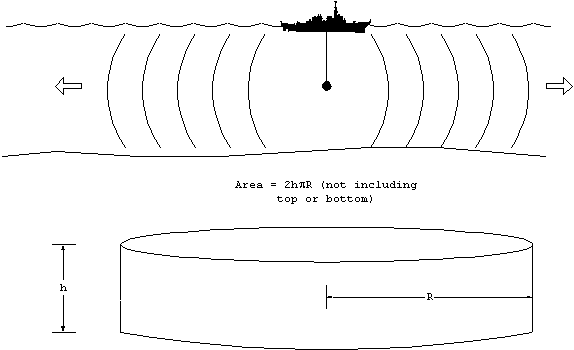 Area = 2hπR (not including
top or bottom)
h
R